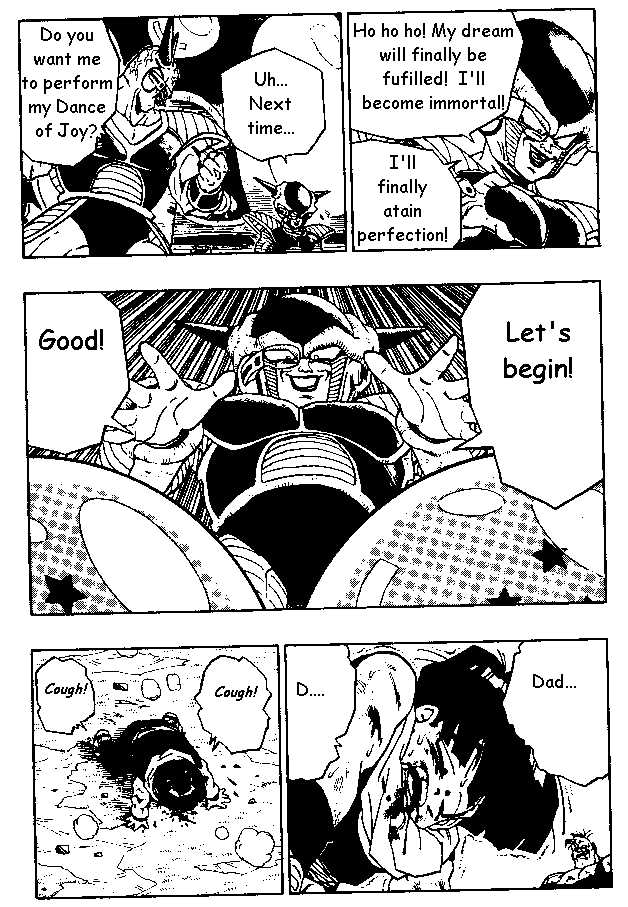 Do you
want me
to perform
my Dance
of Joy?
Uh...
Next
time...
Ho ho ho! My dream
will finally be
fufilled! I'll
become immortal!
I'll
finally
atain
perfection!
Good!
Let's
begin!
Cough!
Cough!
D....
Dad...